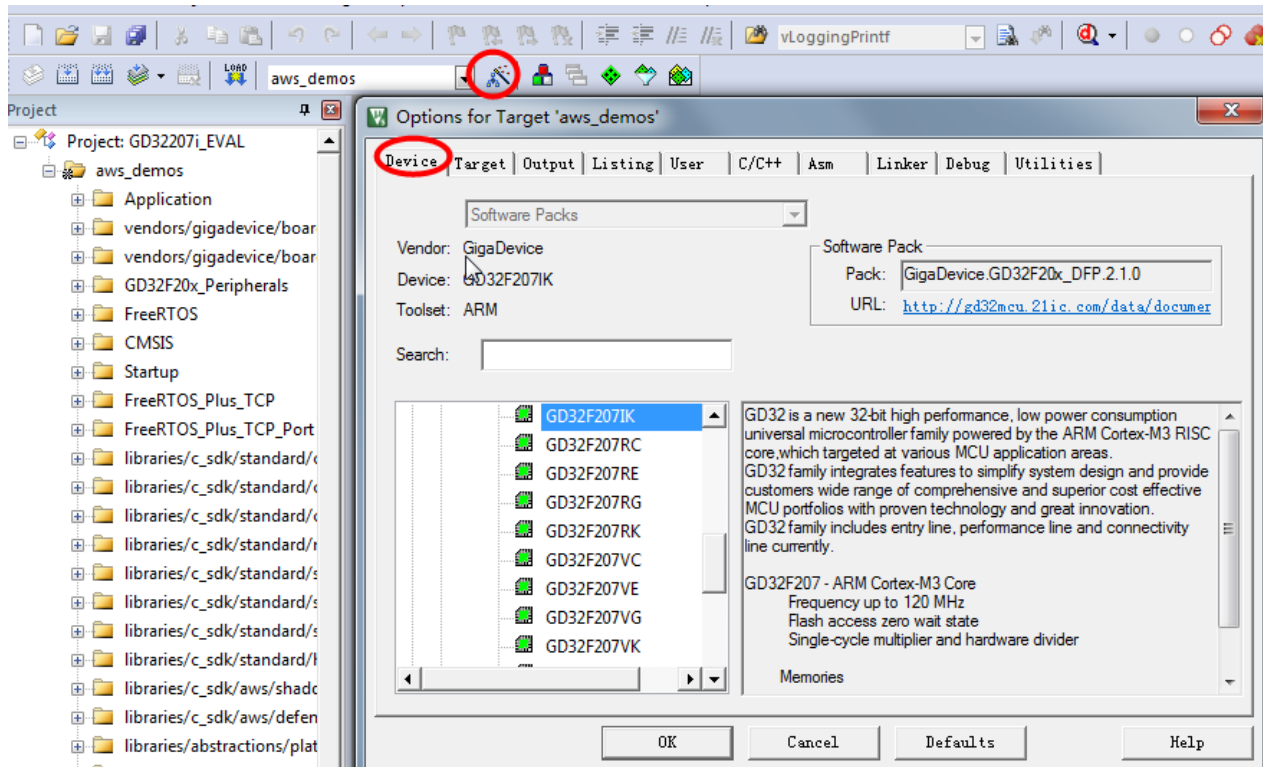 vLoggingPrintf
LOAD
aws_demos
Project
Project: GD32207i_EVAL
aws_demos
Application
vendors/gigadevice/boar
vendors/gigadevice/boar
GD32F20x_Peripherals
FreeRTOS
CMSIS
Startup
FreeRTOS_Plus_TCP
FreeRTOS_Plus_TCP_Port
libraries/c_sdk/standard/c
libraries/c_sdk/standard/c
libraries/c_sdk/standard/c
libraries/c_sdk/standard/r
libraries/c_sdk/standard/s
libraries/c_sdk/standard/s
libraries/c_sdk/standard/s
libraries/c_sdk/standard/h
libraries/c_sdk/aws/shadc
libraries/c_sdk/aws/defen
libraries/abstractions/plat
Options for Target 'aws_demos'
Device Target Output Listing User C/C++ Asm Linker Debug Utilities
Software Packs
Vendor: GigaDevice
Device: GD32F207IK
Toolset: ARM
Search:
Software Pack
Pack: GigaDevice.GD32F20x_DFP.2.1.0
URL: http://gd32mcu.21ic.com/data/documer
GD32F207IK
GD32F207RC
GD32F207RE
GD32F207RG
GD32F207RK
GD32F207VC
GD32F207VE
GD32F207VG
GD32F207VK
GD32 is a new 32-bit high performance, low power consumption
universal microcontroller family powered by the ARM Cortex-M3 RISC
core,which targeted at various MCU application areas.
GD32 family integrates features to simplify system design and provide
customers wide range of comprehensive and superior cost effective
MCU portfolios with proven technology and great innovation.
GD32 family includes entry line, performance line and connectivity
line currently.
GD32F207 - ARM Cortex-M3 Core
Frequency up to 120 MHz
Flash access zero wait state
Single-cycle multiplier and hardware divider
Memories
OK Cancel Defaults Help